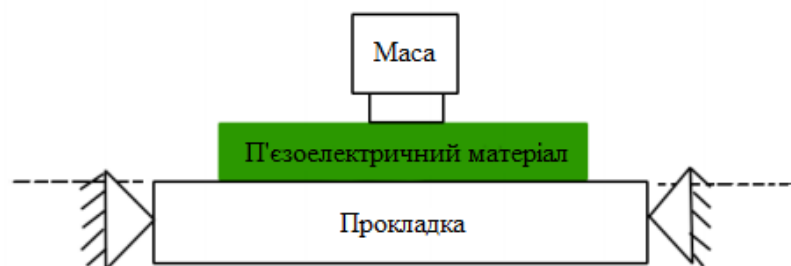 Маса
П'єзоелектричний матеріал
Прокладка